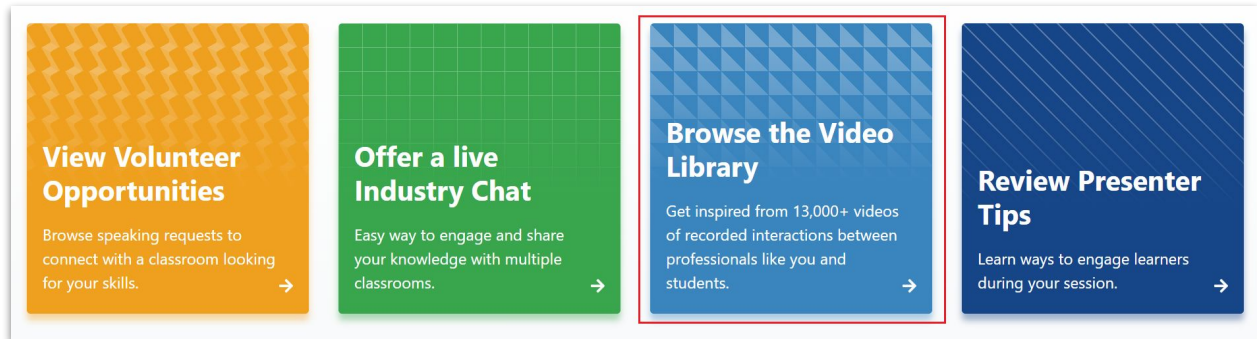 View Volunteer
Opportunities
Browse speaking requests to
connect with a classroom looking
for your skills.
Offer a live
Industry Chat
Easy way to engage and share
your knowledge with multiple
classrooms.
Browse the Video
Library
Get inspired from 13,000+ videos
of recorded interactions between
professionals like you and
students.
Review Presenter
Tips
Learn ways to engage learners
during your session.